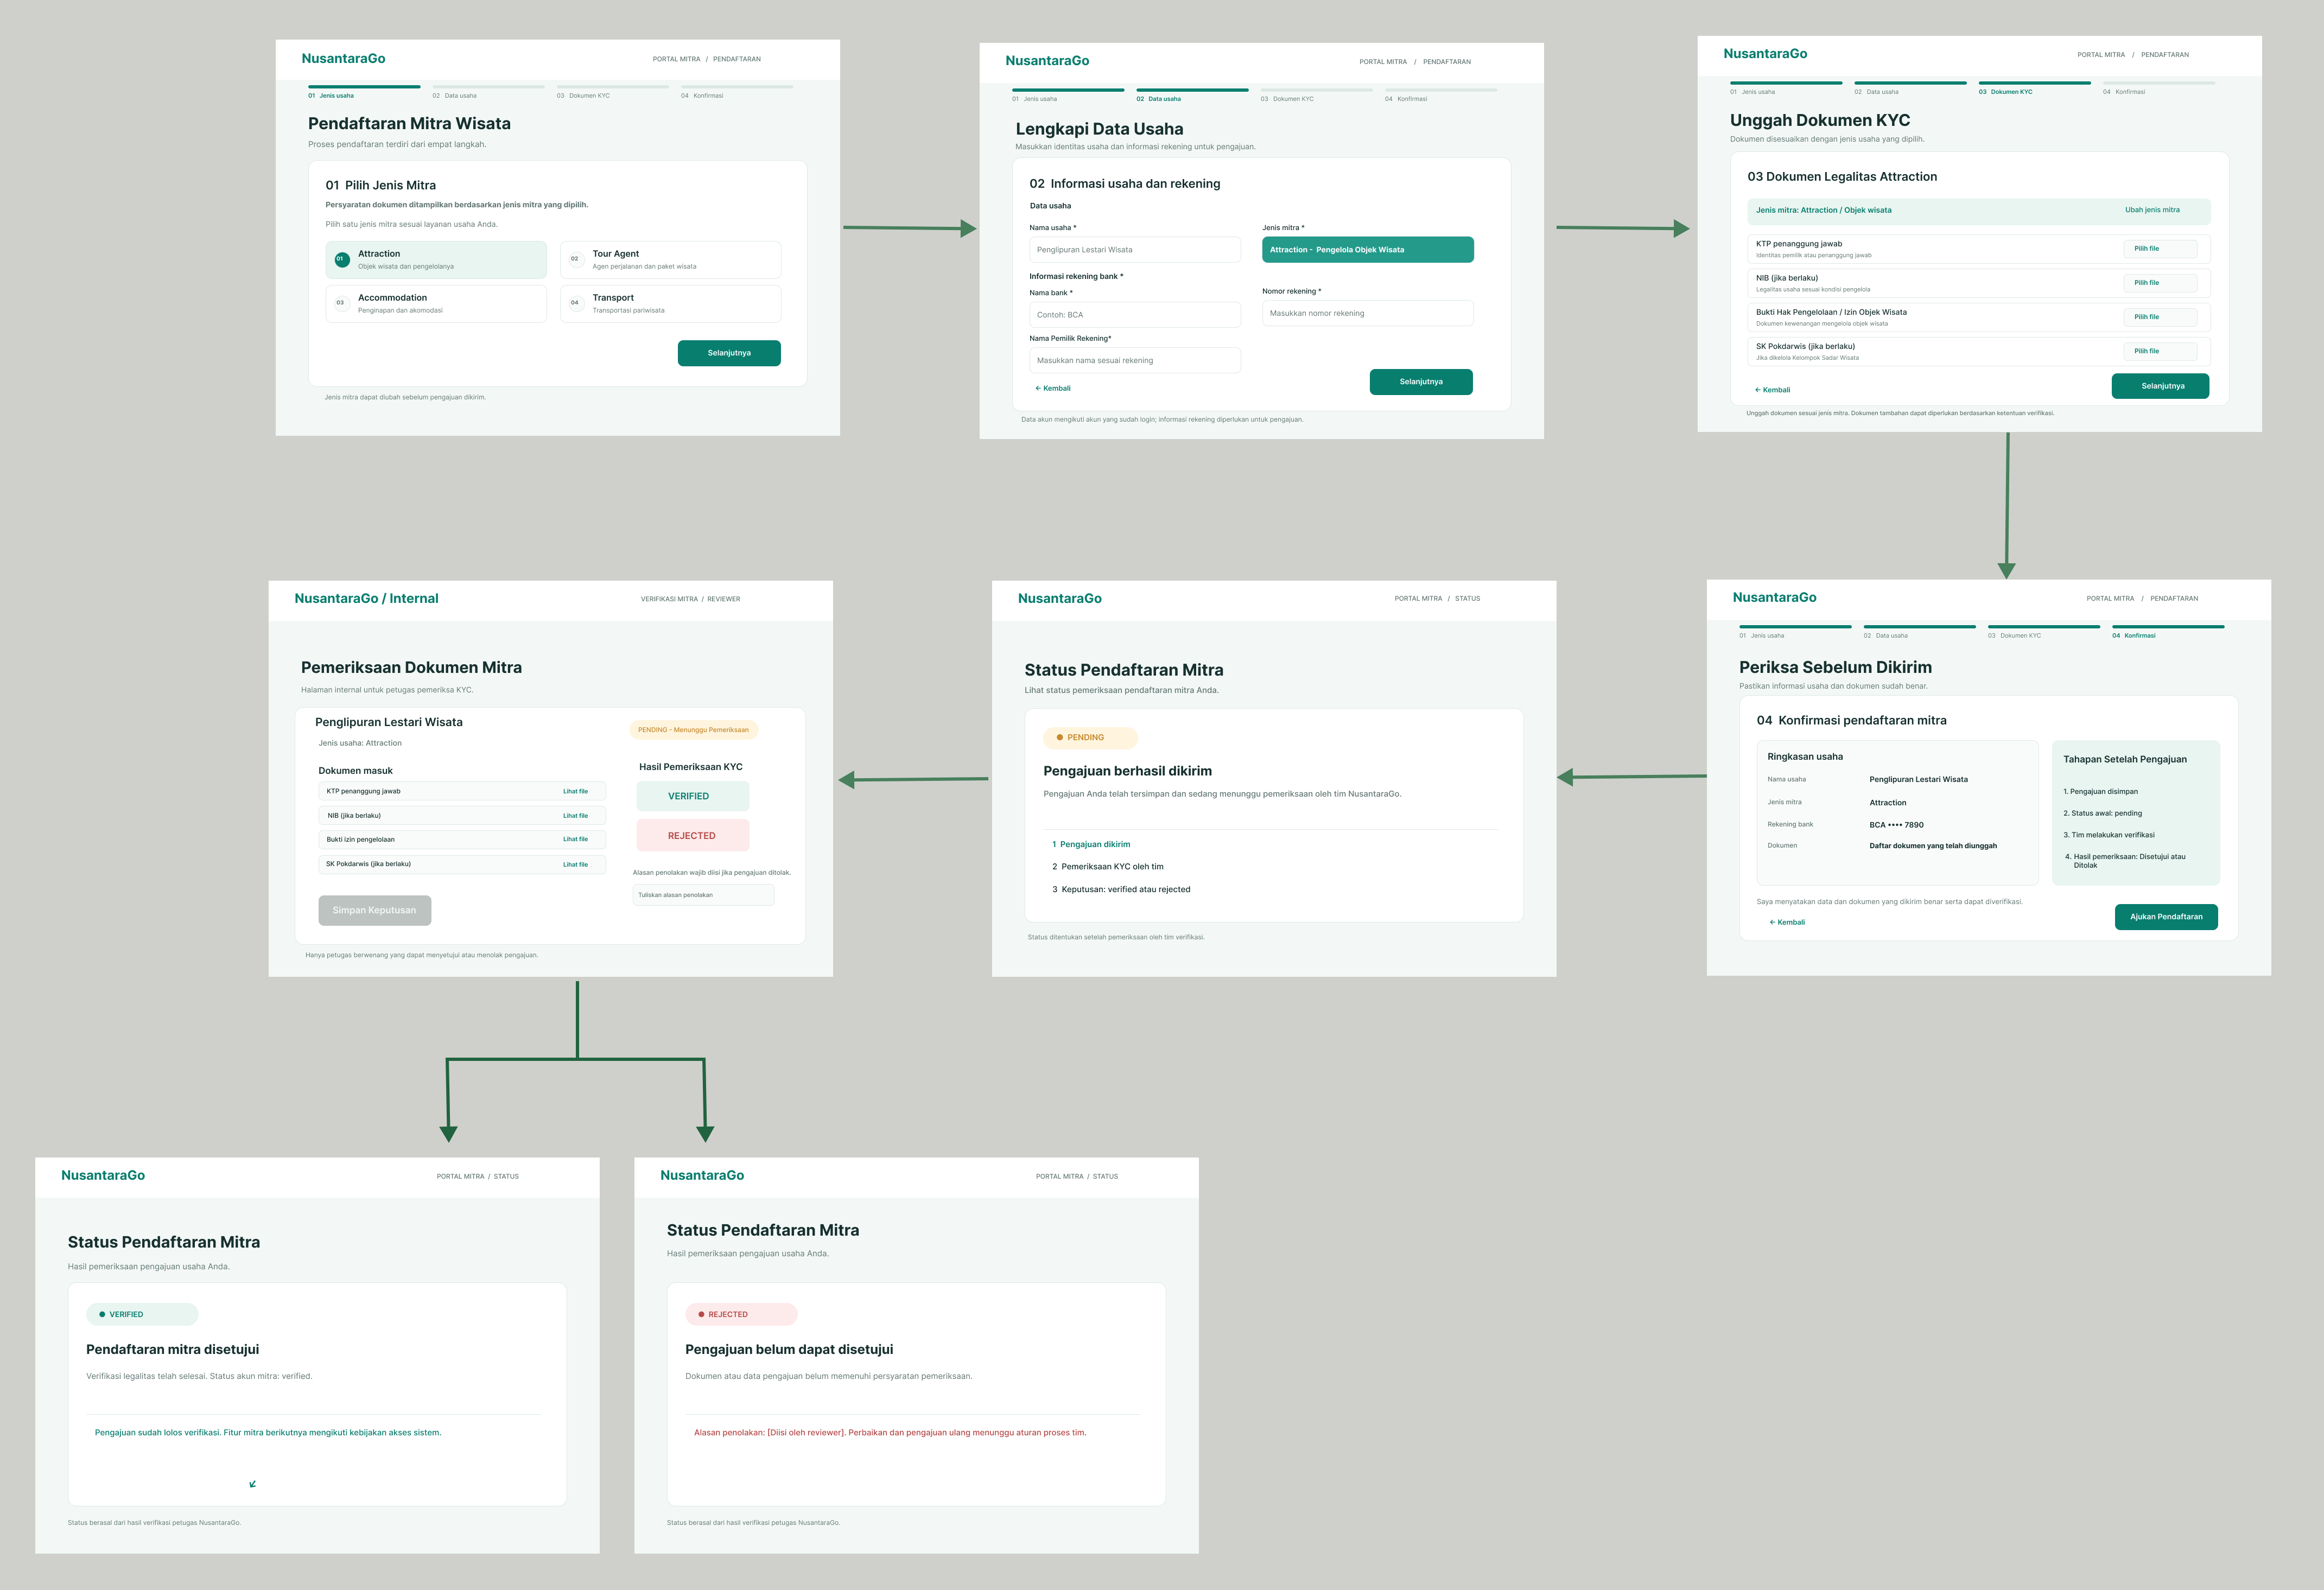 NusantaraGo
PORTAL MITRA / PENDAFTARAN
01 Jenis usaha
02 Data usaha
03 Dokumen KYC
04 Konfirmasi
Pendaftaran Mitra Wisata
Proses pendaftaran terdiri dari empat langkah.
01 Pilih Jenis Mitra
Persyaratan dokumen ditampilkan berdasarkan jenis mitra yang dipilih.
Pilih satu jenis mitra sesuai layanan usaha Anda.
01
Attraction
Objek wisata dan pengelolanya
02
Tour Agent
Agen perjalanan dan paket wisata
03
Accommodation
Penginapan dan akomodasi
04
Transport
Transportasi pariwisata
Selanjutnya
Jenis mitra dapat diubah sebelum pengajuan dikirim.
NusantaraGo
PORTAL MITRA / PENDAFTARAN
01 Jenis usaha
02 Data usaha
03 Dokumen KYC
04 Konfirmasi
Lengkapi Data Usaha
Masukkan identitas usaha dan informasi rekening untuk pengajuan.
02 Informasi usaha dan rekening
Data usaha
Nama usaha *
Penglipuran Lestari Wisata
Jenis mitra *
Attraction - Pengelola Objek Wisata
Informasi rekening bank *
Nama bank *
Contoh: BCA
Nomor rekening *
Masukkan nomor rekening
Nama Pemilik Rekening*
Masukkan nama sesuai rekening
← Kembali
Selanjutnya
Data akun mengikuti akun yang sudah login; informasi rekening diperlukan untuk pengajuan.
NusantaraGo
PORTAL MITRA / PENDAFTARAN
01 Jenis usaha
02 Data usaha
03 Dokumen KYC
04 Konfirmasi
Unggah Dokumen KYC
Dokumen disesuaikan dengan jenis usaha yang dipilih.
03 Dokumen Legalitas Attraction
Jenis mitra: Attraction / Objek wisata
Ubah jenis mitra
KTP penanggung jawab
Identitas pemilik atau penanggung jawab
Pilih file
NIB (jika berlaku)
Legalitas usaha sesuai kondisi pengelola
Pilih file
Bukti Hak Pengelolaan / Izin Objek Wisata
Dokumen kewenangan mengelola objek wisata
Pilih file
SK Pokdarwis (jika berlaku)
Jika dikelola Kelompok Sadar Wisata
Pilih file
← Kembali
Selanjutnya
Unggah dokumen sesuai jenis mitra. Dokumen tambahan dapat diperlukan berdasarkan ketentuan verifikasi.
NusantaraGo
PORTAL MITRA / PENDAFTARAN
01 Jenis usaha
02 Data usaha
03 Dokumen KYC
04 Konfirmasi
Periksa Sebelum Dikirim
Pastikan informasi usaha dan dokumen sudah benar.
04 Konfirmasi pendaftaran mitra
Ringkasan usaha
Nama usaha
Penglipuran Lestari Wisata
Jenis mitra
Attraction
Rekening bank
BCA •••• 7890
Dokumen
Daftar dokumen yang telah diunggah
Tahapan Setelah Pengajuan
1. Pengajuan disimpan
2. Status awal: pending
3. Tim melakukan verifikasi
4. Hasil pemeriksaan: Disetujui atau
Ditolak
Saya menyatakan data dan dokumen yang dikirim benar serta dapat diverifikasi.
← Kembali
Ajukan Pendaftaran
NusantaraGo
PORTAL MITRA / STATUS
Status Pendaftaran Mitra
Lihat status pemeriksaan pendaftaran mitra Anda.
PENDING
Pengajuan berhasil dikirim
Pengajuan Anda telah tersimpan dan sedang menunggu pemeriksaan oleh tim NusantaraGo.
1 Pengajuan dikirim
2 Pemeriksaan KYC oleh tim
3 Keputusan: verified atau rejected
Status ditentukan setelah pemeriksaan oleh tim verifikasi.
NusantaraGo / Internal
VERIFIKASI MITRA / REVIEWER
Pemeriksaan Dokumen Mitra
Halaman internal untuk petugas pemeriksa KYC.
Penglipuran Lestari Wisata
Jenis usaha: Attraction
PENDING - Menunggu Pemeriksaan
Dokumen masuk
KTP penanggung jawab
Lihat file
NIB (jika berlaku)
Lihat file
Bukti izin pengelolaan
Lihat file
SK Pokdarwis (jika berlaku)
Lihat file
Hasil Pemeriksaan KYC
VERIFIED
REJECTED
Alasan penolakan wajib diisi jika pengajuan ditolak.
Tuliskan alasan penolakan
Simpan Keputusan
Hanya petugas berwenang yang dapat menyetujui atau menolak pengajuan.
NusantaraGo
PORTAL MITRA / STATUS
Status Pendaftaran Mitra
Hasil pemeriksaan pengajuan usaha Anda.
VERIFIED
Pendaftaran mitra disetujui
Verifikasi legalitas telah selesai. Status akun mitra: verified.
Pengajuan sudah lolos verifikasi. Fitur mitra berikutnya mengikuti kebijakan akses sistem.
Status berasal dari hasil verifikasi petugas NusantaraGo.
NusantaraGo
PORTAL MITRA / STATUS
Status Pendaftaran Mitra
Hasil pemeriksaan pengajuan usaha Anda.
REJECTED
Pengajuan belum dapat disetujui
Dokumen atau data pengajuan belum memenuhi persyaratan pemeriksaan.
Alasan penolakan: [Diisi oleh reviewer]. Perbaikan dan pengajuan ulang menunggu aturan proses tim.
Status berasal dari hasil verifikasi petugas NusantaraGo.